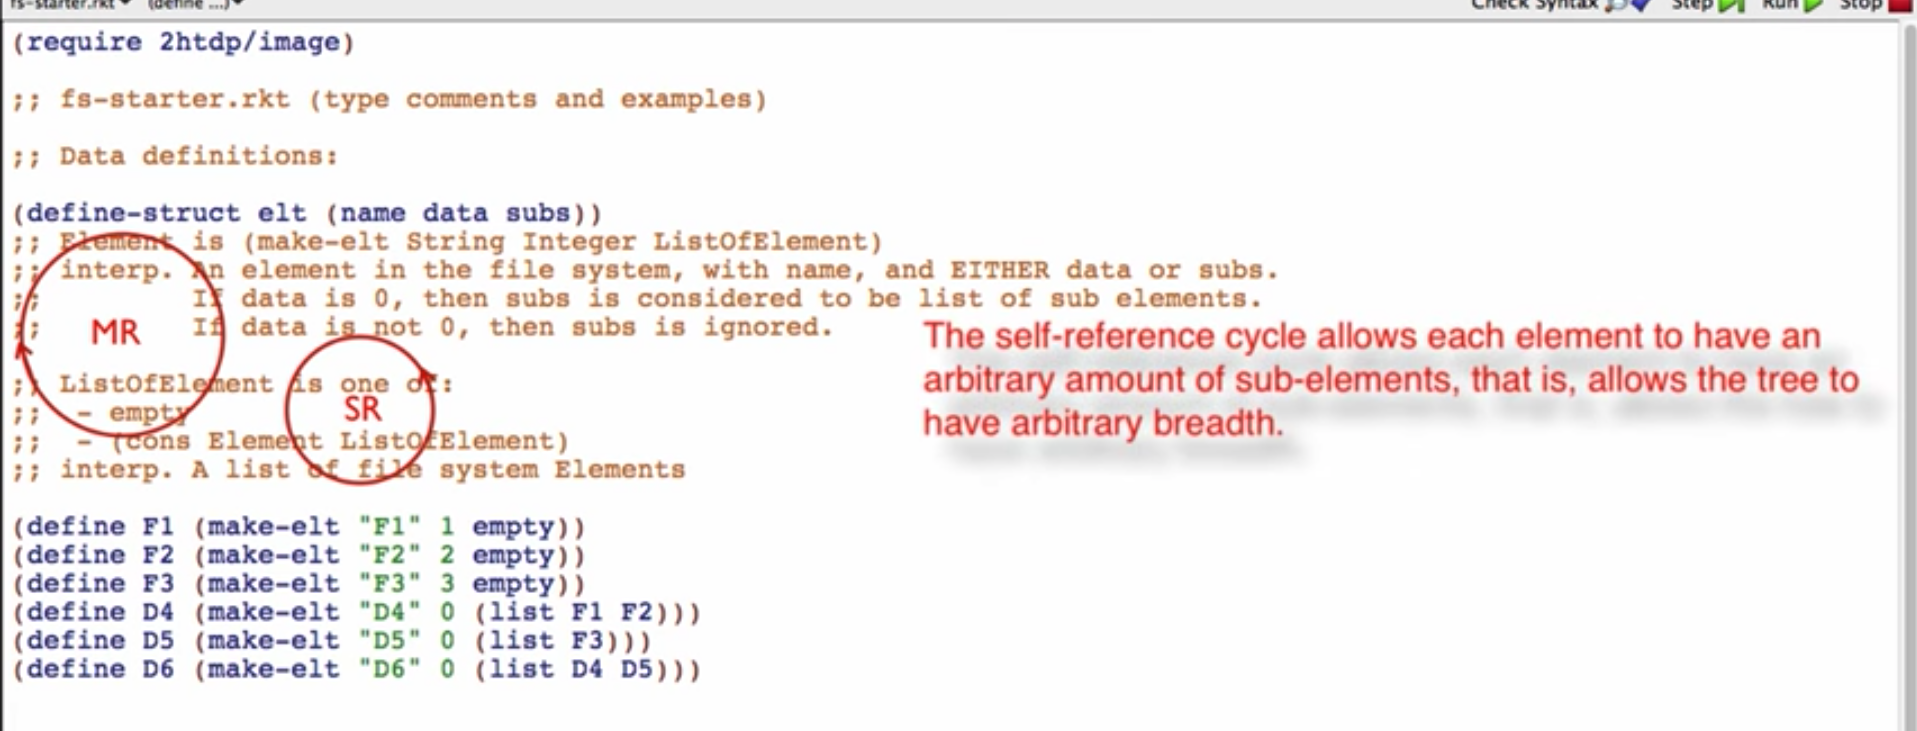 fs-starter.rkt (define ...) Check Syntax Step Run Stop
(require 2htdp/image)
;; fs-starter.rkt (type comments and examples)
;; Data definitions:
(define-struct elt (name data subs))
;; Element is (make-elt String Integer ListOfElement)
;; interp. An element in the file system, with name, and EITHER data or subs.
;; If data is 0, then subs is considered to be list of sub elements.
;; If data is not 0, then subs is ignored.
MR
The self-reference cycle allows each element to have an
arbitrary amount of sub-elements, that is, allows the tree to
have arbitrary breadth.
;; ListOfElement is one of:
;; - empty
SR
;; - (cons Element ListOfElement)
;; interp. A list of file system Elements
(define F1 (make-elt "F1" 1 empty))
(define F2 (make-elt "F2" 2 empty))
(define F3 (make-elt "F3" 3 empty))
(define D4 (make-elt "D4" 0 (list F1 F2)))
(define D5 (make-elt "D5" 0 (list F3)))
(define D6 (make-elt "D6" 0 (list D4 D5)))